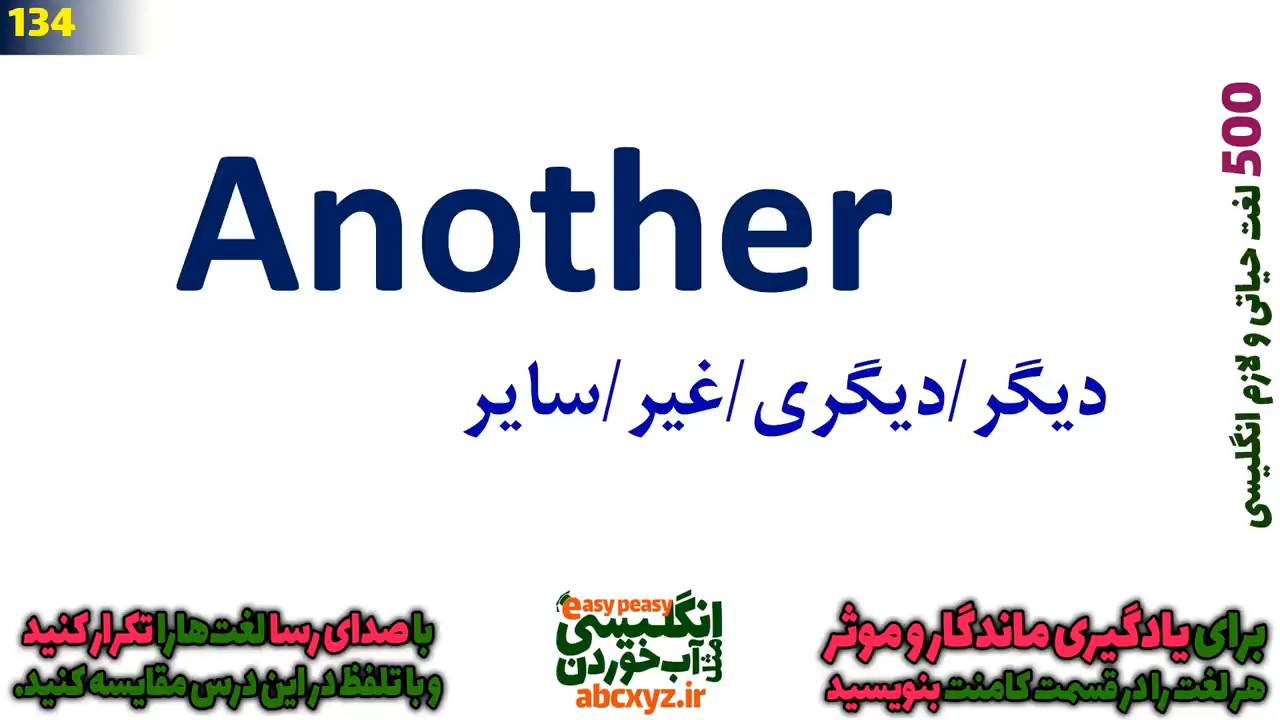 134
Another
دیگر/دیگری/غیر/سایر
500 لغت حیاتی و لازم انگلیسی
برای یادگیری ماندگار و موثر
هر لغت را در قسمت کامنت بنویسید
easy peasy
انگلیسی
مثل آب خوردن
abcxyz.ir
با صدای رسا لغت‌ها را تکرار کنید
و با تلفظ در این درس مقایسه کنید.